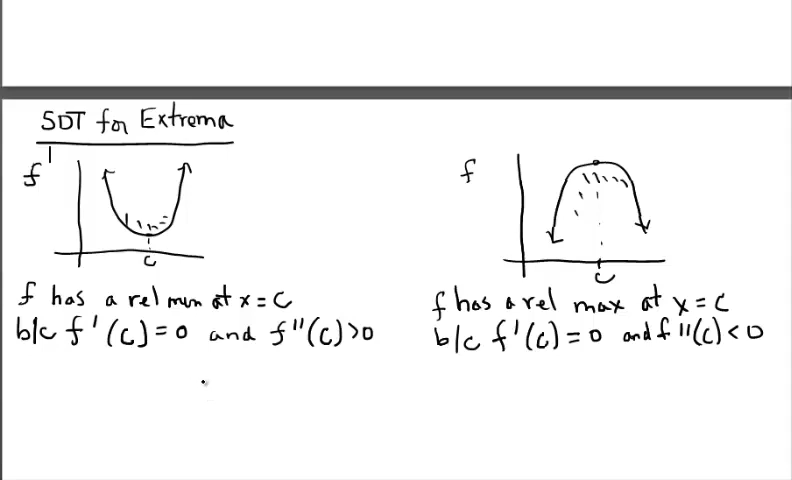 SDT for Extrema
f
f
c
c
f has a rel min at x = c
b/c f'(c) = 0 and f''(c) > 0
f has a rel max at x = c
b/c f'(c) = 0 and f''(c) < 0